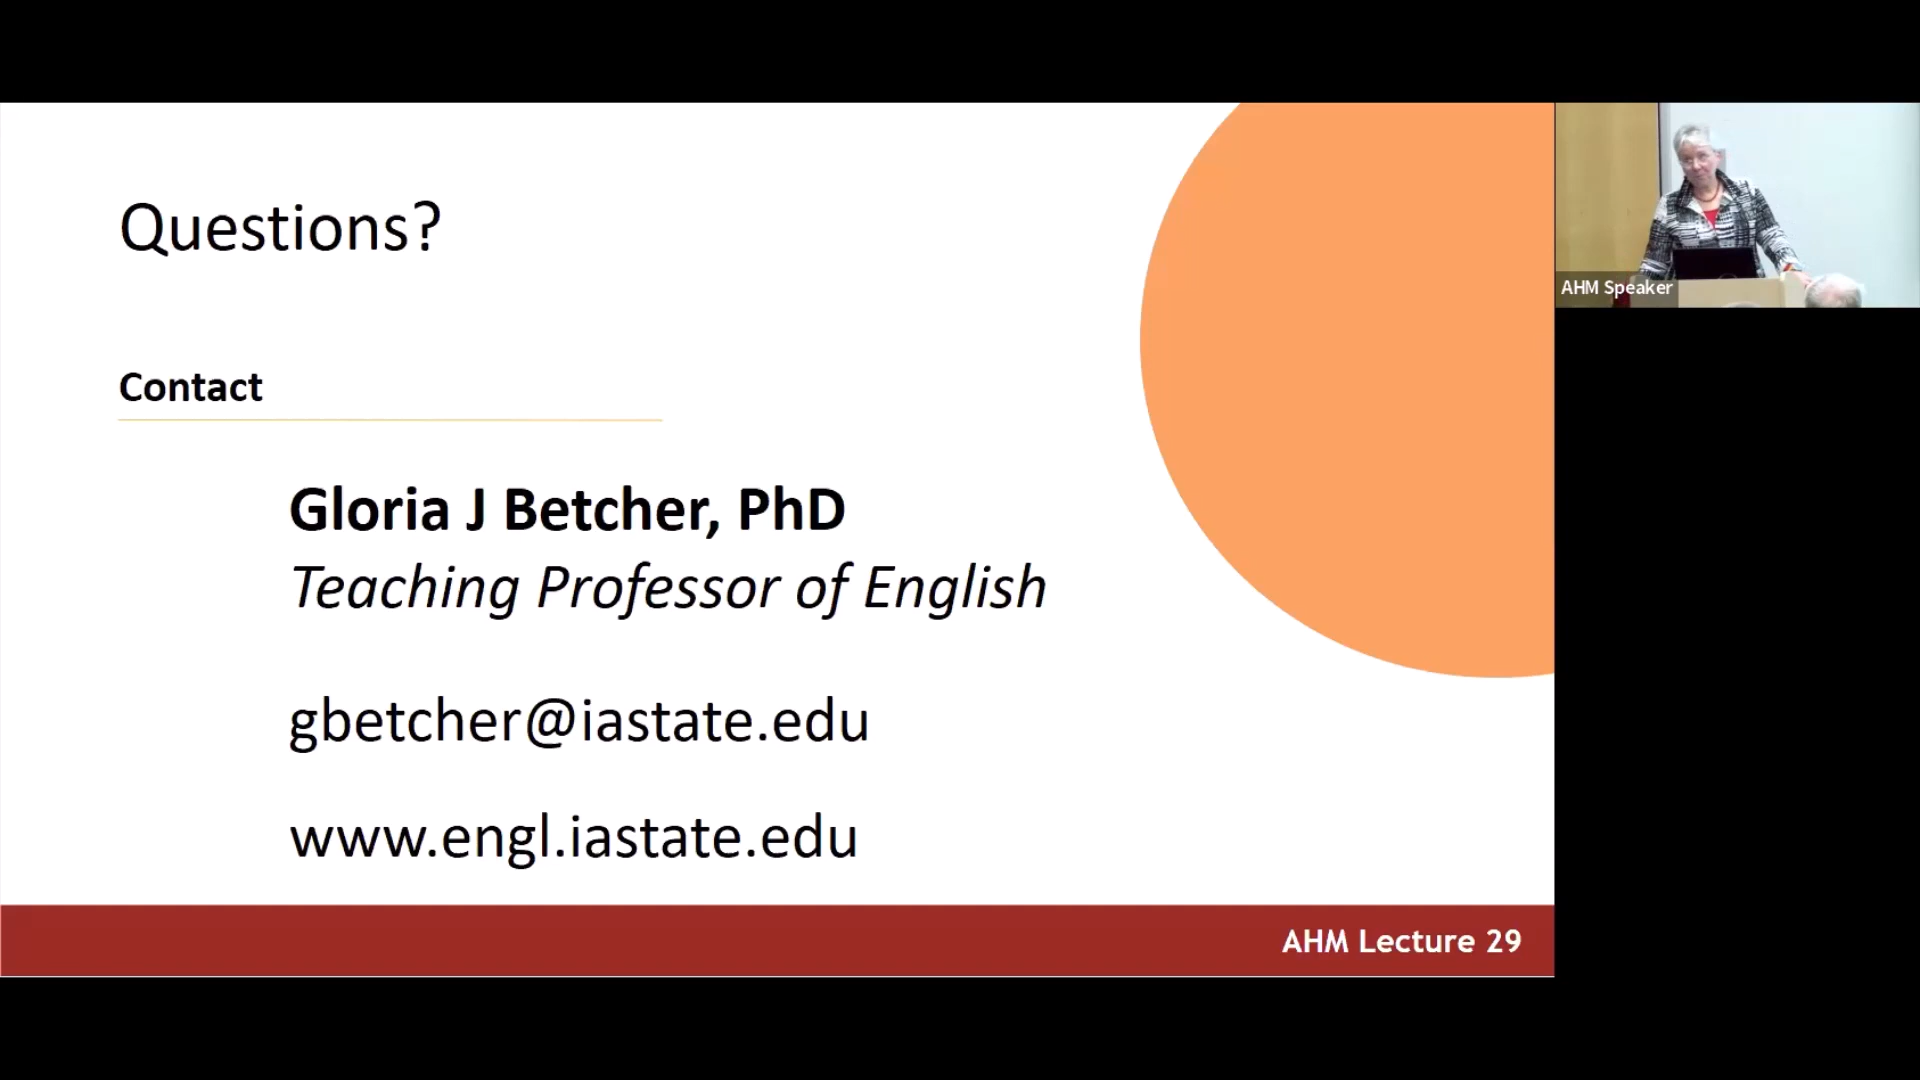 Questions?
Contact
Gloria J Betcher, PhD
Teaching Professor of English
gbetcher@iastate.edu
www.engl.iastate.edu
AHM Lecture 29
AHM Speaker